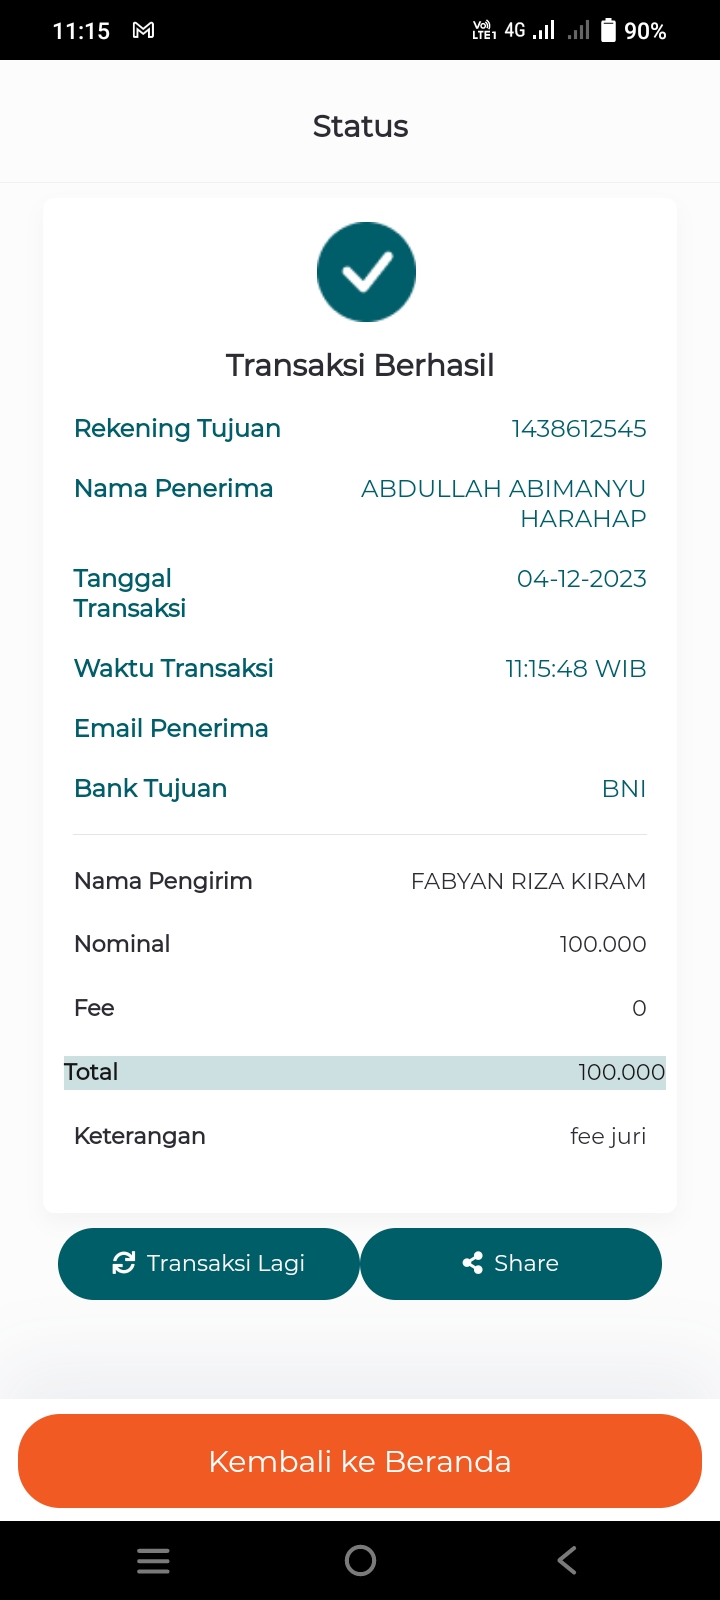 11:15 VoLTE1 4G 90%
Status
Transaksi Berhasil
Rekening Tujuan 1438612545
Nama Penerima ABDULLAH ABIMANYU
HARAHAP
Tanggal 04-12-2023
Transaksi
Waktu Transaksi 11:15:48 WIB
Email Penerima
Bank Tujuan BNI
Nama Pengirim FABYAN RIZA KIRAM
Nominal 100.000
Fee 0
Total 100.000
Keterangan fee juri
Transaksi Lagi Share
Kembali ke Beranda